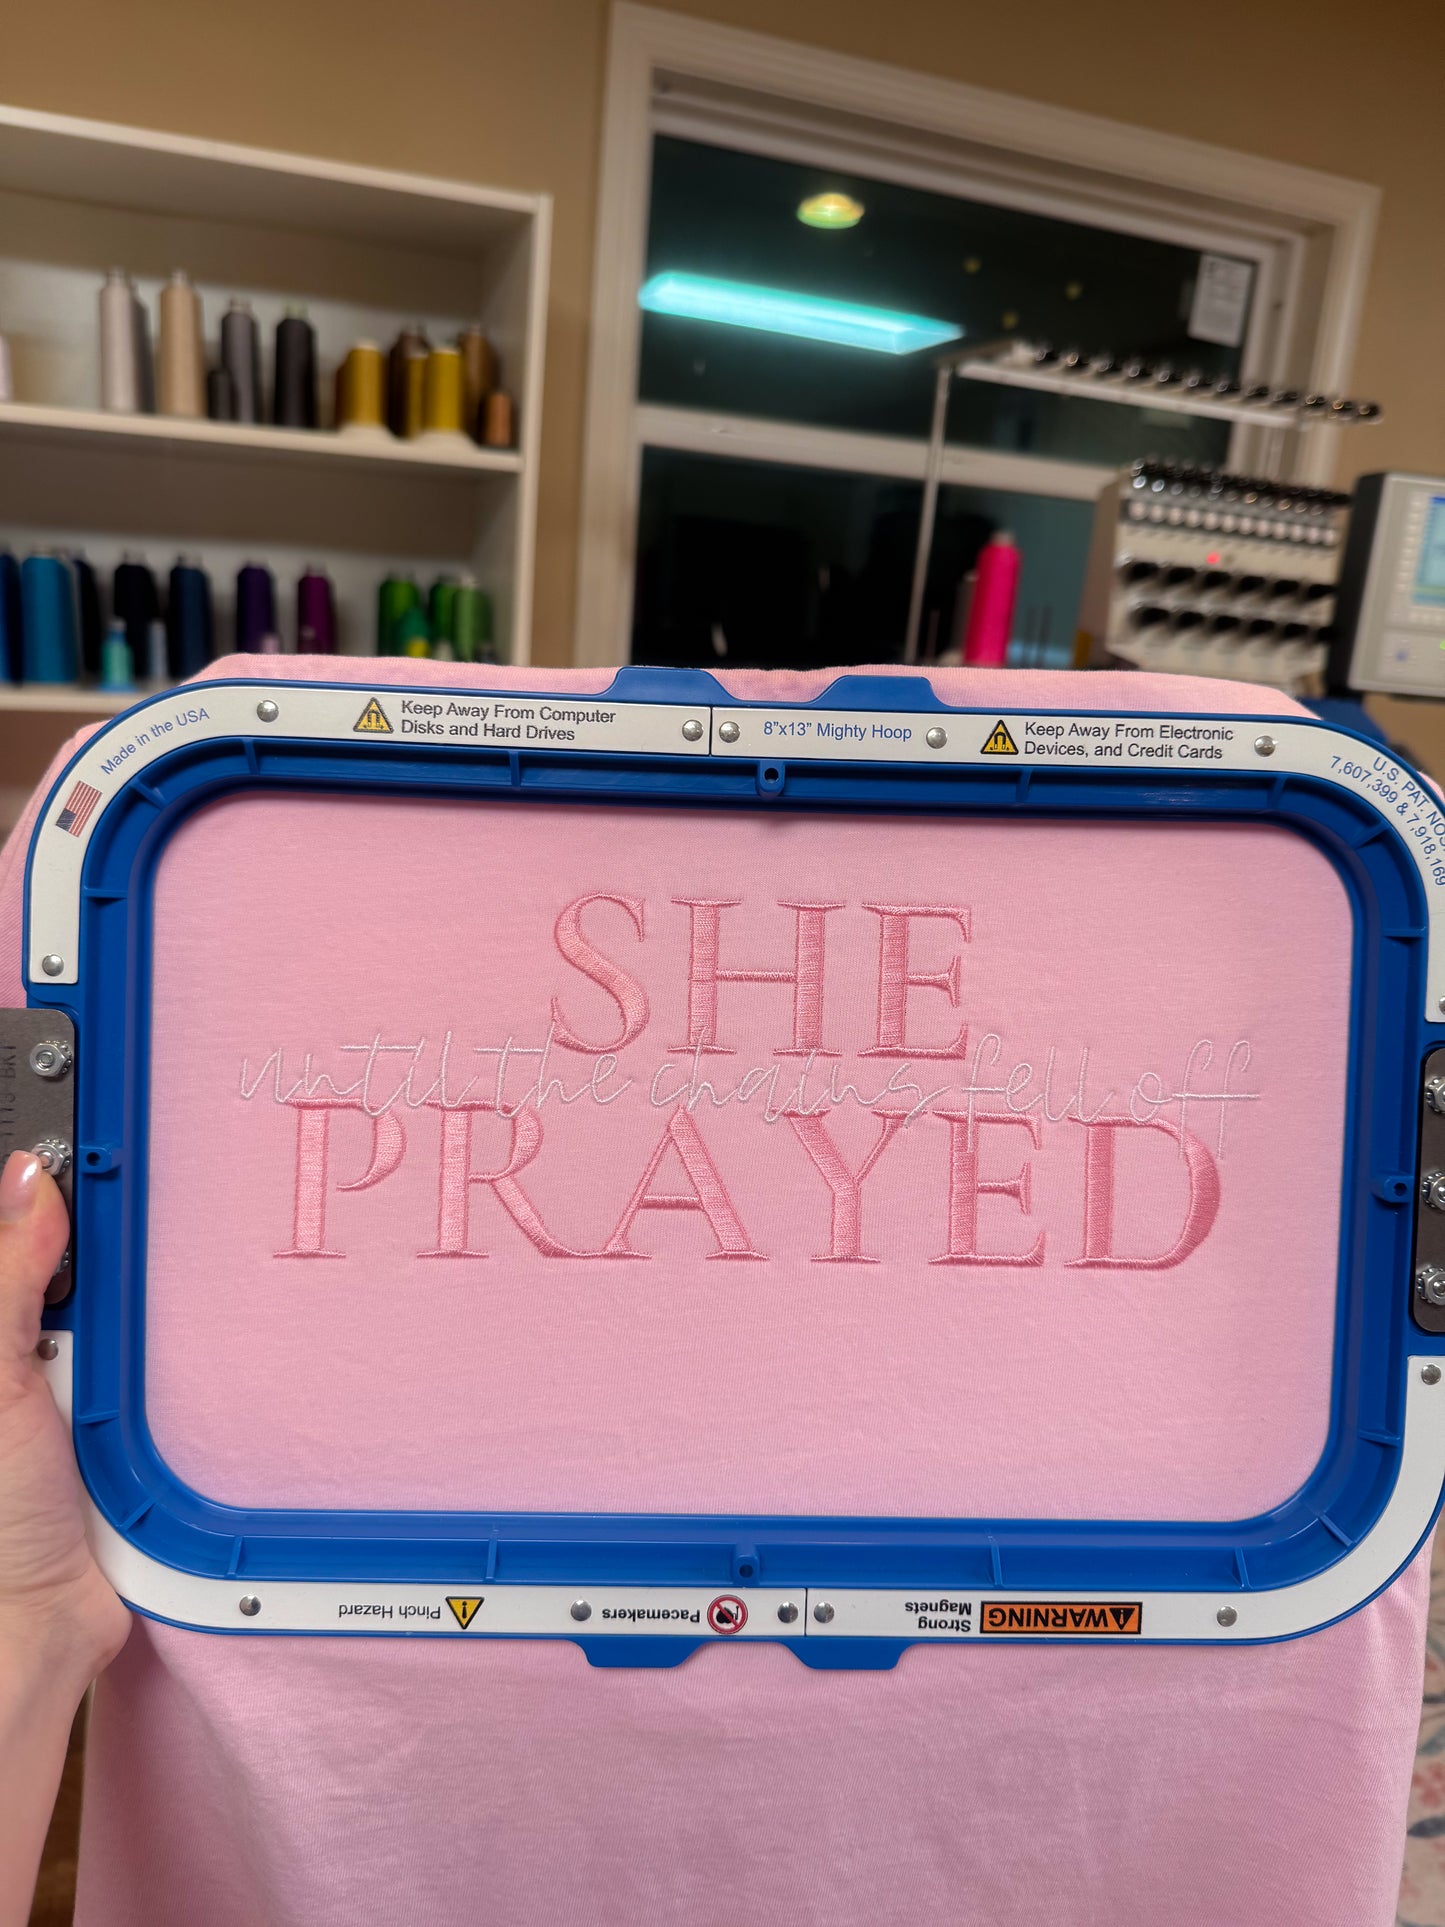 Made in the USA
Keep Away From Computer
Disks and Hard Drives
8"x13" Mighty Hoop
Keep Away From Electronic
Devices, and Credit Cards
U.S. PAT. NOS.
7,607,399 & 7,918,169
SHE
until the chains fell off
PRAYED
WARNING
Strong
Magnets
Pacemakers
Pinch Hazard